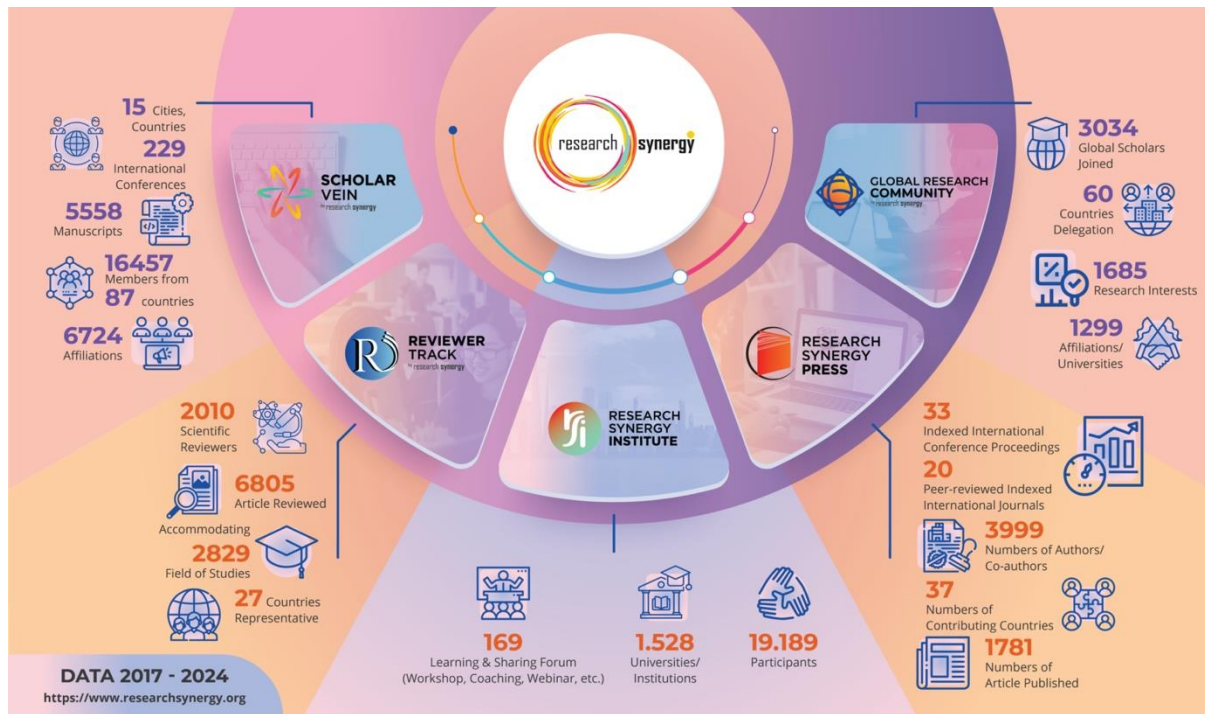 research synergy
15 Cities,
Countries
229
International
Conferences
5558
Manuscripts
16457
Members from
87 countries
6724
Affiliations
SCHOLAR
VEIN
by research synergy
GLOBAL RESEARCH
COMMUNITY
by research synergy
3034
Global Scholars
Joined
60
Countries
Delegation
1685
Research Interests
1299
Affiliations/
Universities
REVIEWER
TRACK
by research synergy
RESEARCH
SYNERGY
INSTITUTE
RESEARCH
SYNERGY
PRESS
2010
Scientific
Reviewers
6805
Article Reviewed
Accommodating
2829
Field of Studies
27 Countries
Representative
169
Learning & Sharing Forum
(Workshop, Coaching, Webinar, etc.)
1.528
Universities/
Institutions
19.189
Participants
33
Indexed International
Conference Proceedings
20
Peer-reviewed Indexed
International Journals
3999
Numbers of Authors/
Co-authors
37
Numbers of
Contributing Countries
1781
Numbers of
Article Published
DATA 2017 - 2024
https://www.researchsynergy.org